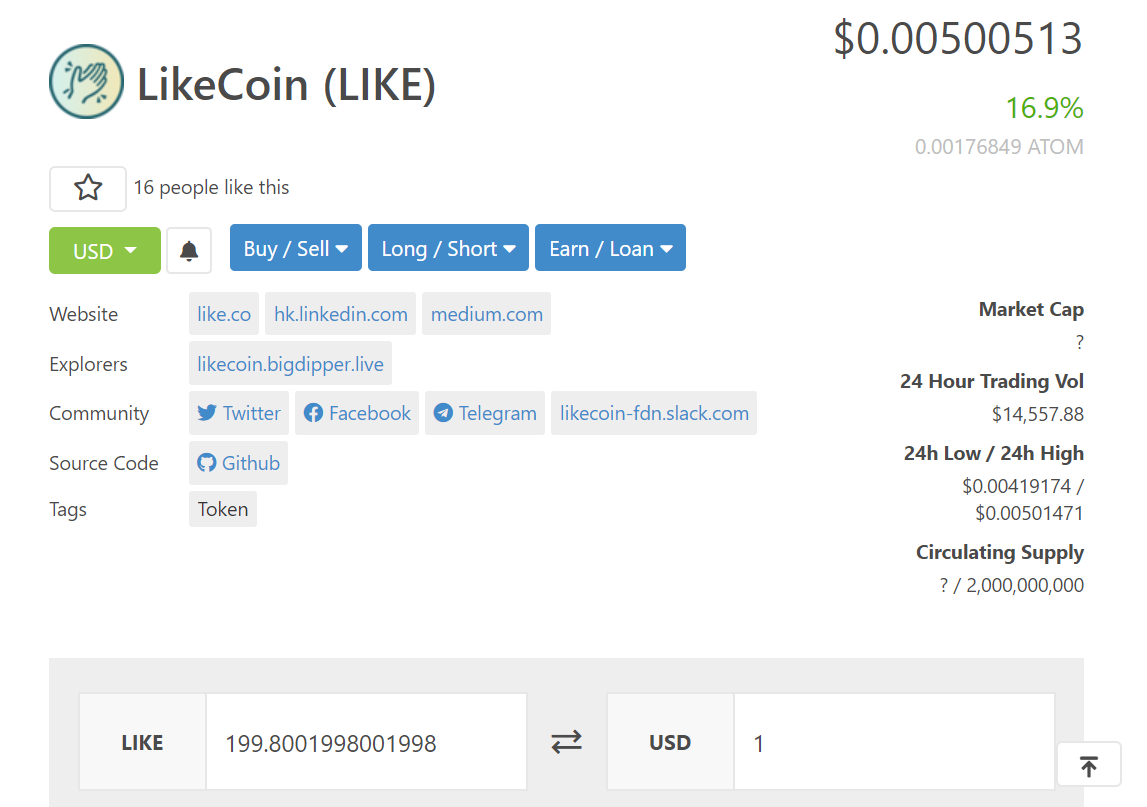 LikeCoin (LIKE)
$0.00500513
16.9%
0.00176849 ATOM
16 people like this
USD
Buy / Sell
Long / Short
Earn / Loan
Website like.co hk.linkedin.com medium.com
Explorers likecoin.bigdipper.live
Community Twitter Facebook Telegram likecoin-fdn.slack.com
Source Code Github
Tags Token
Market Cap
?
24 Hour Trading Vol
$14,557.88
24h Low / 24h High
$0.00419174 /
$0.00501471
Circulating Supply
? / 2,000,000,000
LIKE 199.8001998001998 USD 1